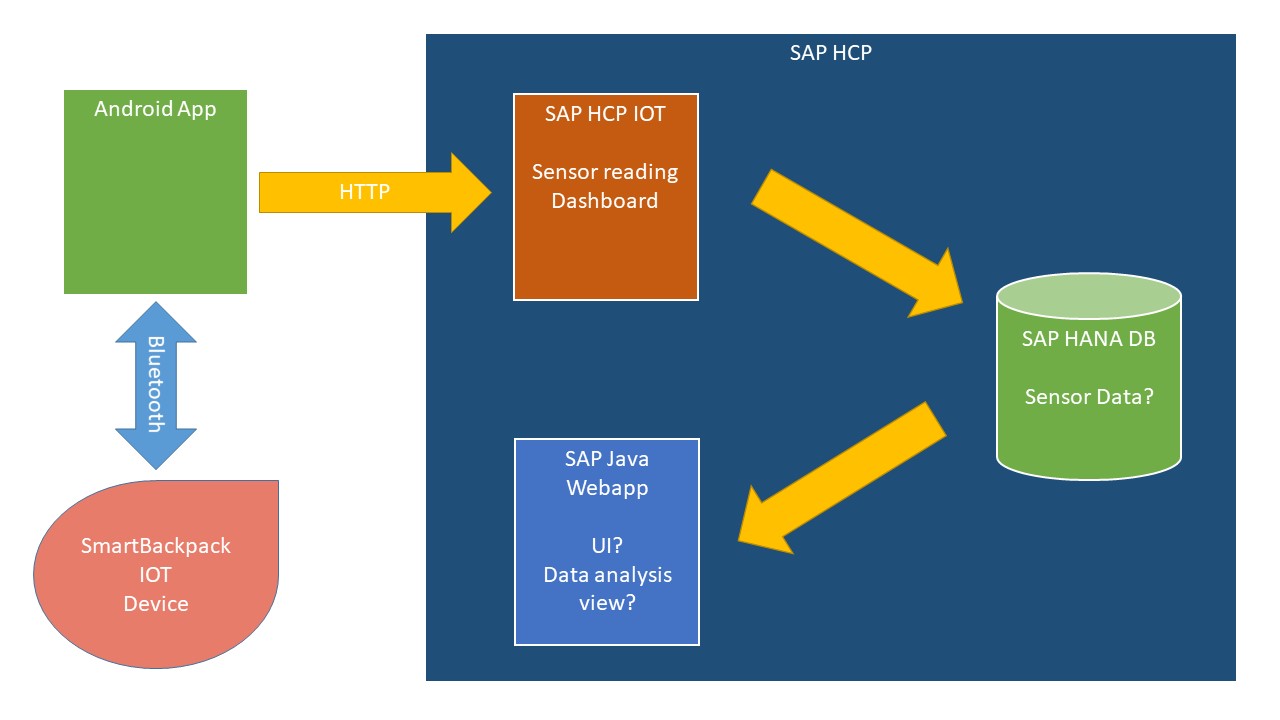 SAP HCP
Android App
HTTP
SAP HCP IOT
Sensor reading
Dashboard
SAP HANA DB
Sensor Data?
Bluetooth
SmartBackpack
IOT
Device
SAP Java
Webapp
UI?
Data analysis
view?